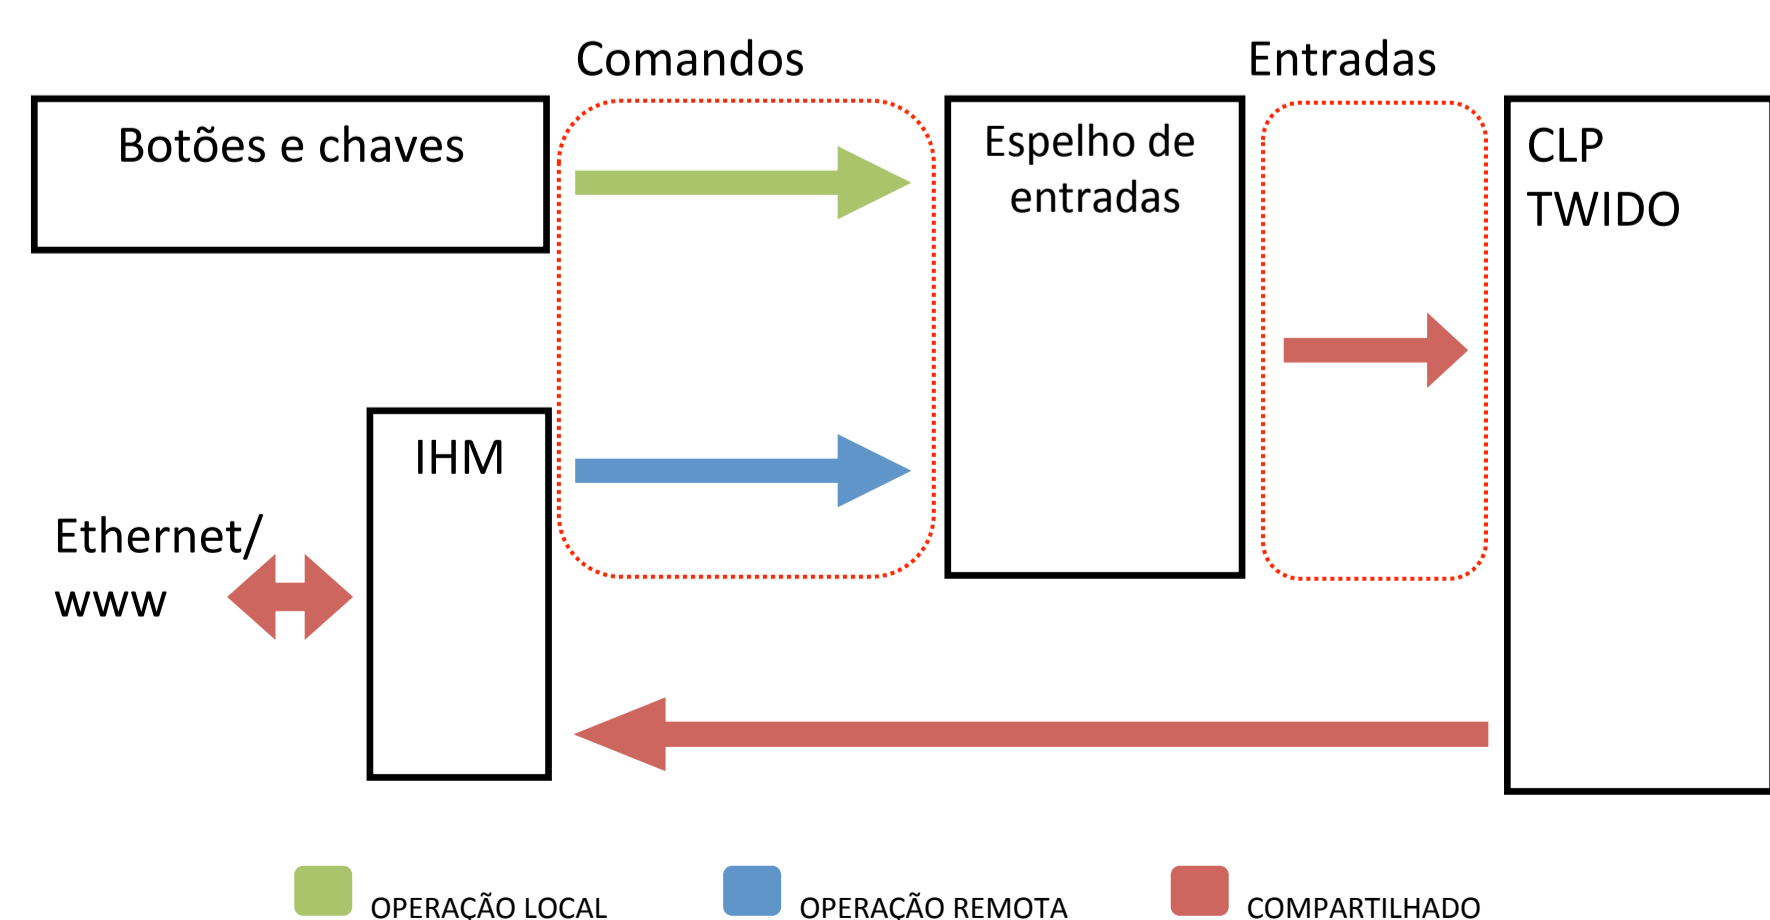 Comandos
Entradas
Botões e chaves
Espelho de
entradas
CLP
TWIDO
IHM
Ethernet/
www
OPERAÇÃO LOCAL
OPERAÇÃO REMOTA
COMPARTILHADO